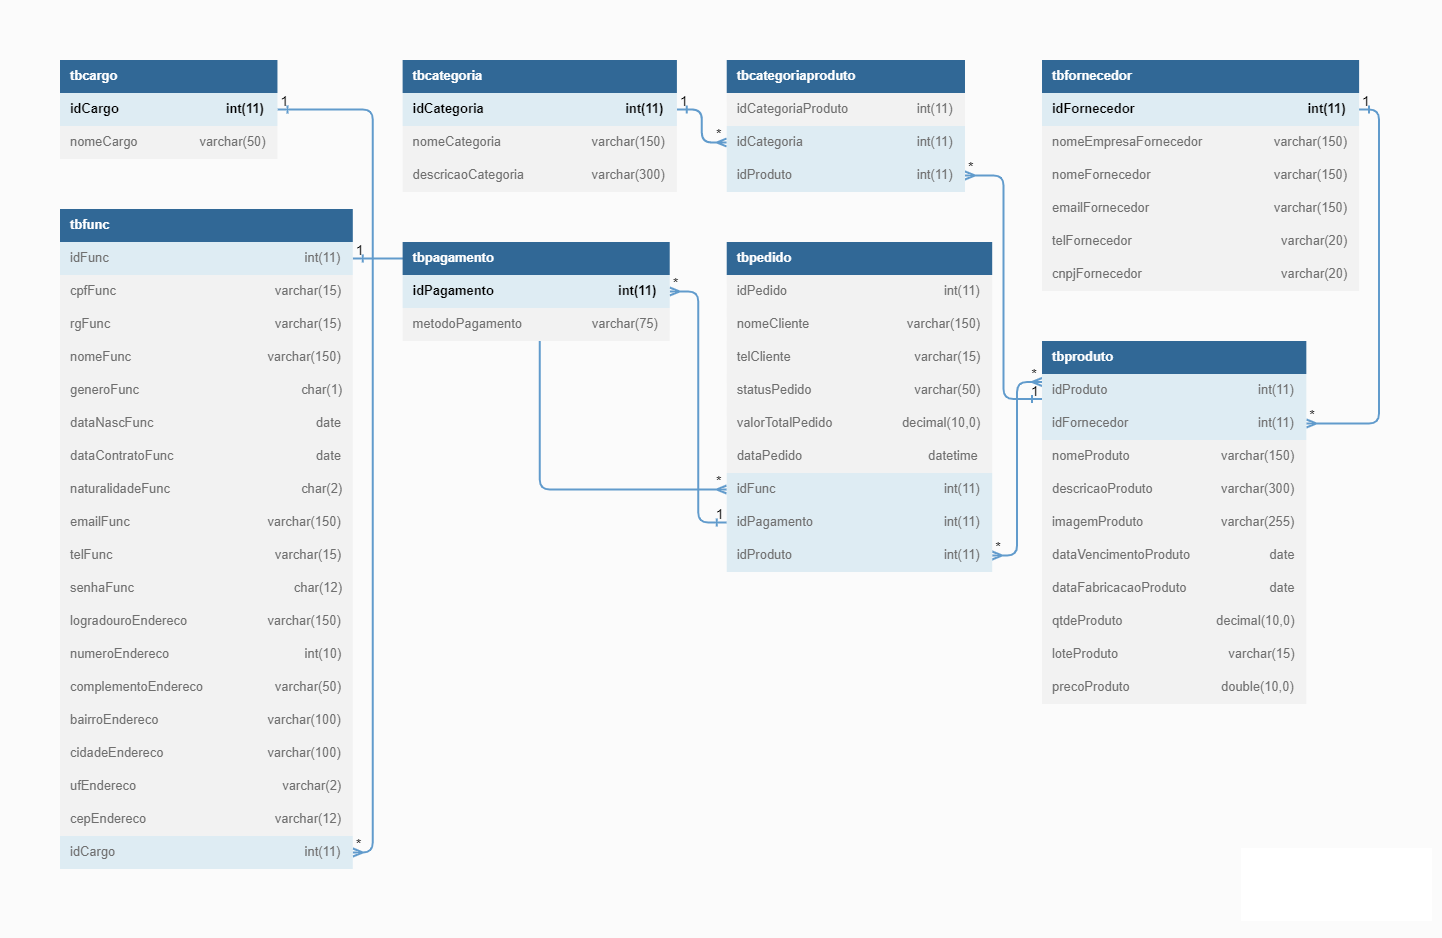 tbcargo
idCargo int(11)
nomeCargo varchar(50)
1
tbcategoria
idCategoria int(11)
nomeCategoria varchar(150)
descricaoCategoria varchar(300)
1
*
tbcategoriaproduto
idCategoriaProduto int(11)
idCategoria int(11)
idProduto int(11)
*
tbfornecedor
idFornecedor int(11)
nomeEmpresaFornecedor varchar(150)
nomeFornecedor varchar(150)
emailFornecedor varchar(150)
telFornecedor varchar(20)
cnpjFornecedor varchar(20)
1
tbfunc
idFunc int(11)
cpfFunc varchar(15)
rgFunc varchar(15)
nomeFunc varchar(150)
generoFunc char(1)
dataNascFunc date
dataContratoFunc date
naturalidadeFunc char(2)
emailFunc varchar(150)
telFunc varchar(15)
senhaFunc char(12)
logradouroEndereco varchar(150)
numeroEndereco int(10)
complementoEndereco varchar(50)
bairroEndereco varchar(100)
cidadeEndereco varchar(100)
ufEndereco varchar(2)
cepEndereco varchar(12)
idCargo int(11)
1
*
tbpagamento
idPagamento int(11)
metodoPagamento varchar(75)
*
tbpedido
idPedido int(11)
nomeCliente varchar(150)
telCliente varchar(15)
statusPedido varchar(50)
valorTotalPedido decimal(10,0)
dataPedido datetime
idFunc int(11)
idPagamento int(11)
idProduto int(11)
*
1
*
tbproduto
idProduto int(11)
idFornecedor int(11)
nomeProduto varchar(150)
descricaoProduto varchar(300)
imagemProduto varchar(255)
dataVencimentoProduto date
dataFabricacaoProduto date
qtdeProduto decimal(10,0)
loteProduto varchar(15)
precoProduto double(10,0)
*
1
*